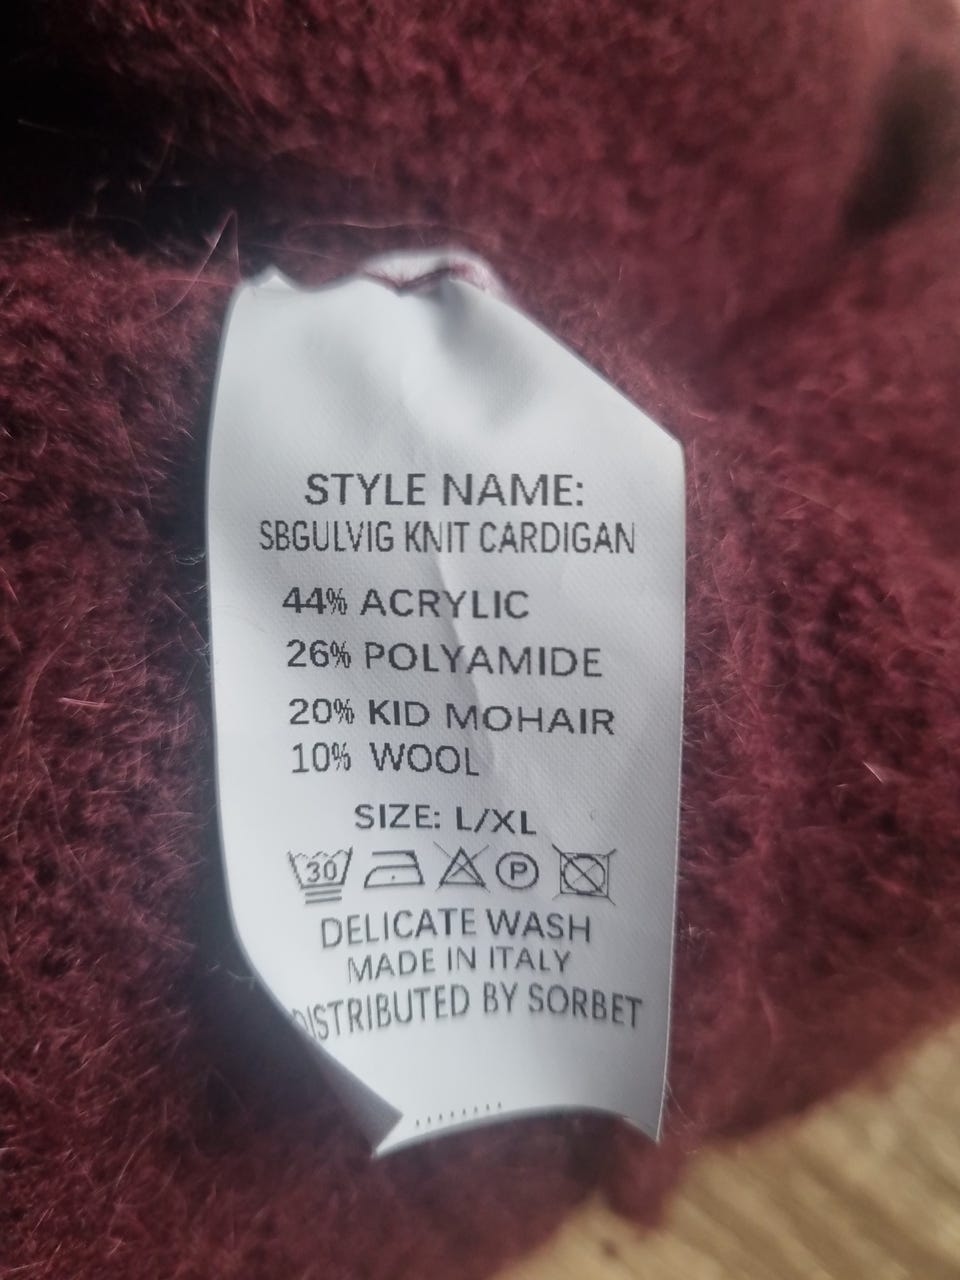 STYLE NAME:
SBGULVIG KNIT CARDIGAN
44% ACRYLIC
26% POLYAMIDE
20% KID MOHAIR
10% WOOL
SIZE: L/XL
30 P
DELICATE WASH
MADE IN ITALY
DISTRIBUTED BY SORBET